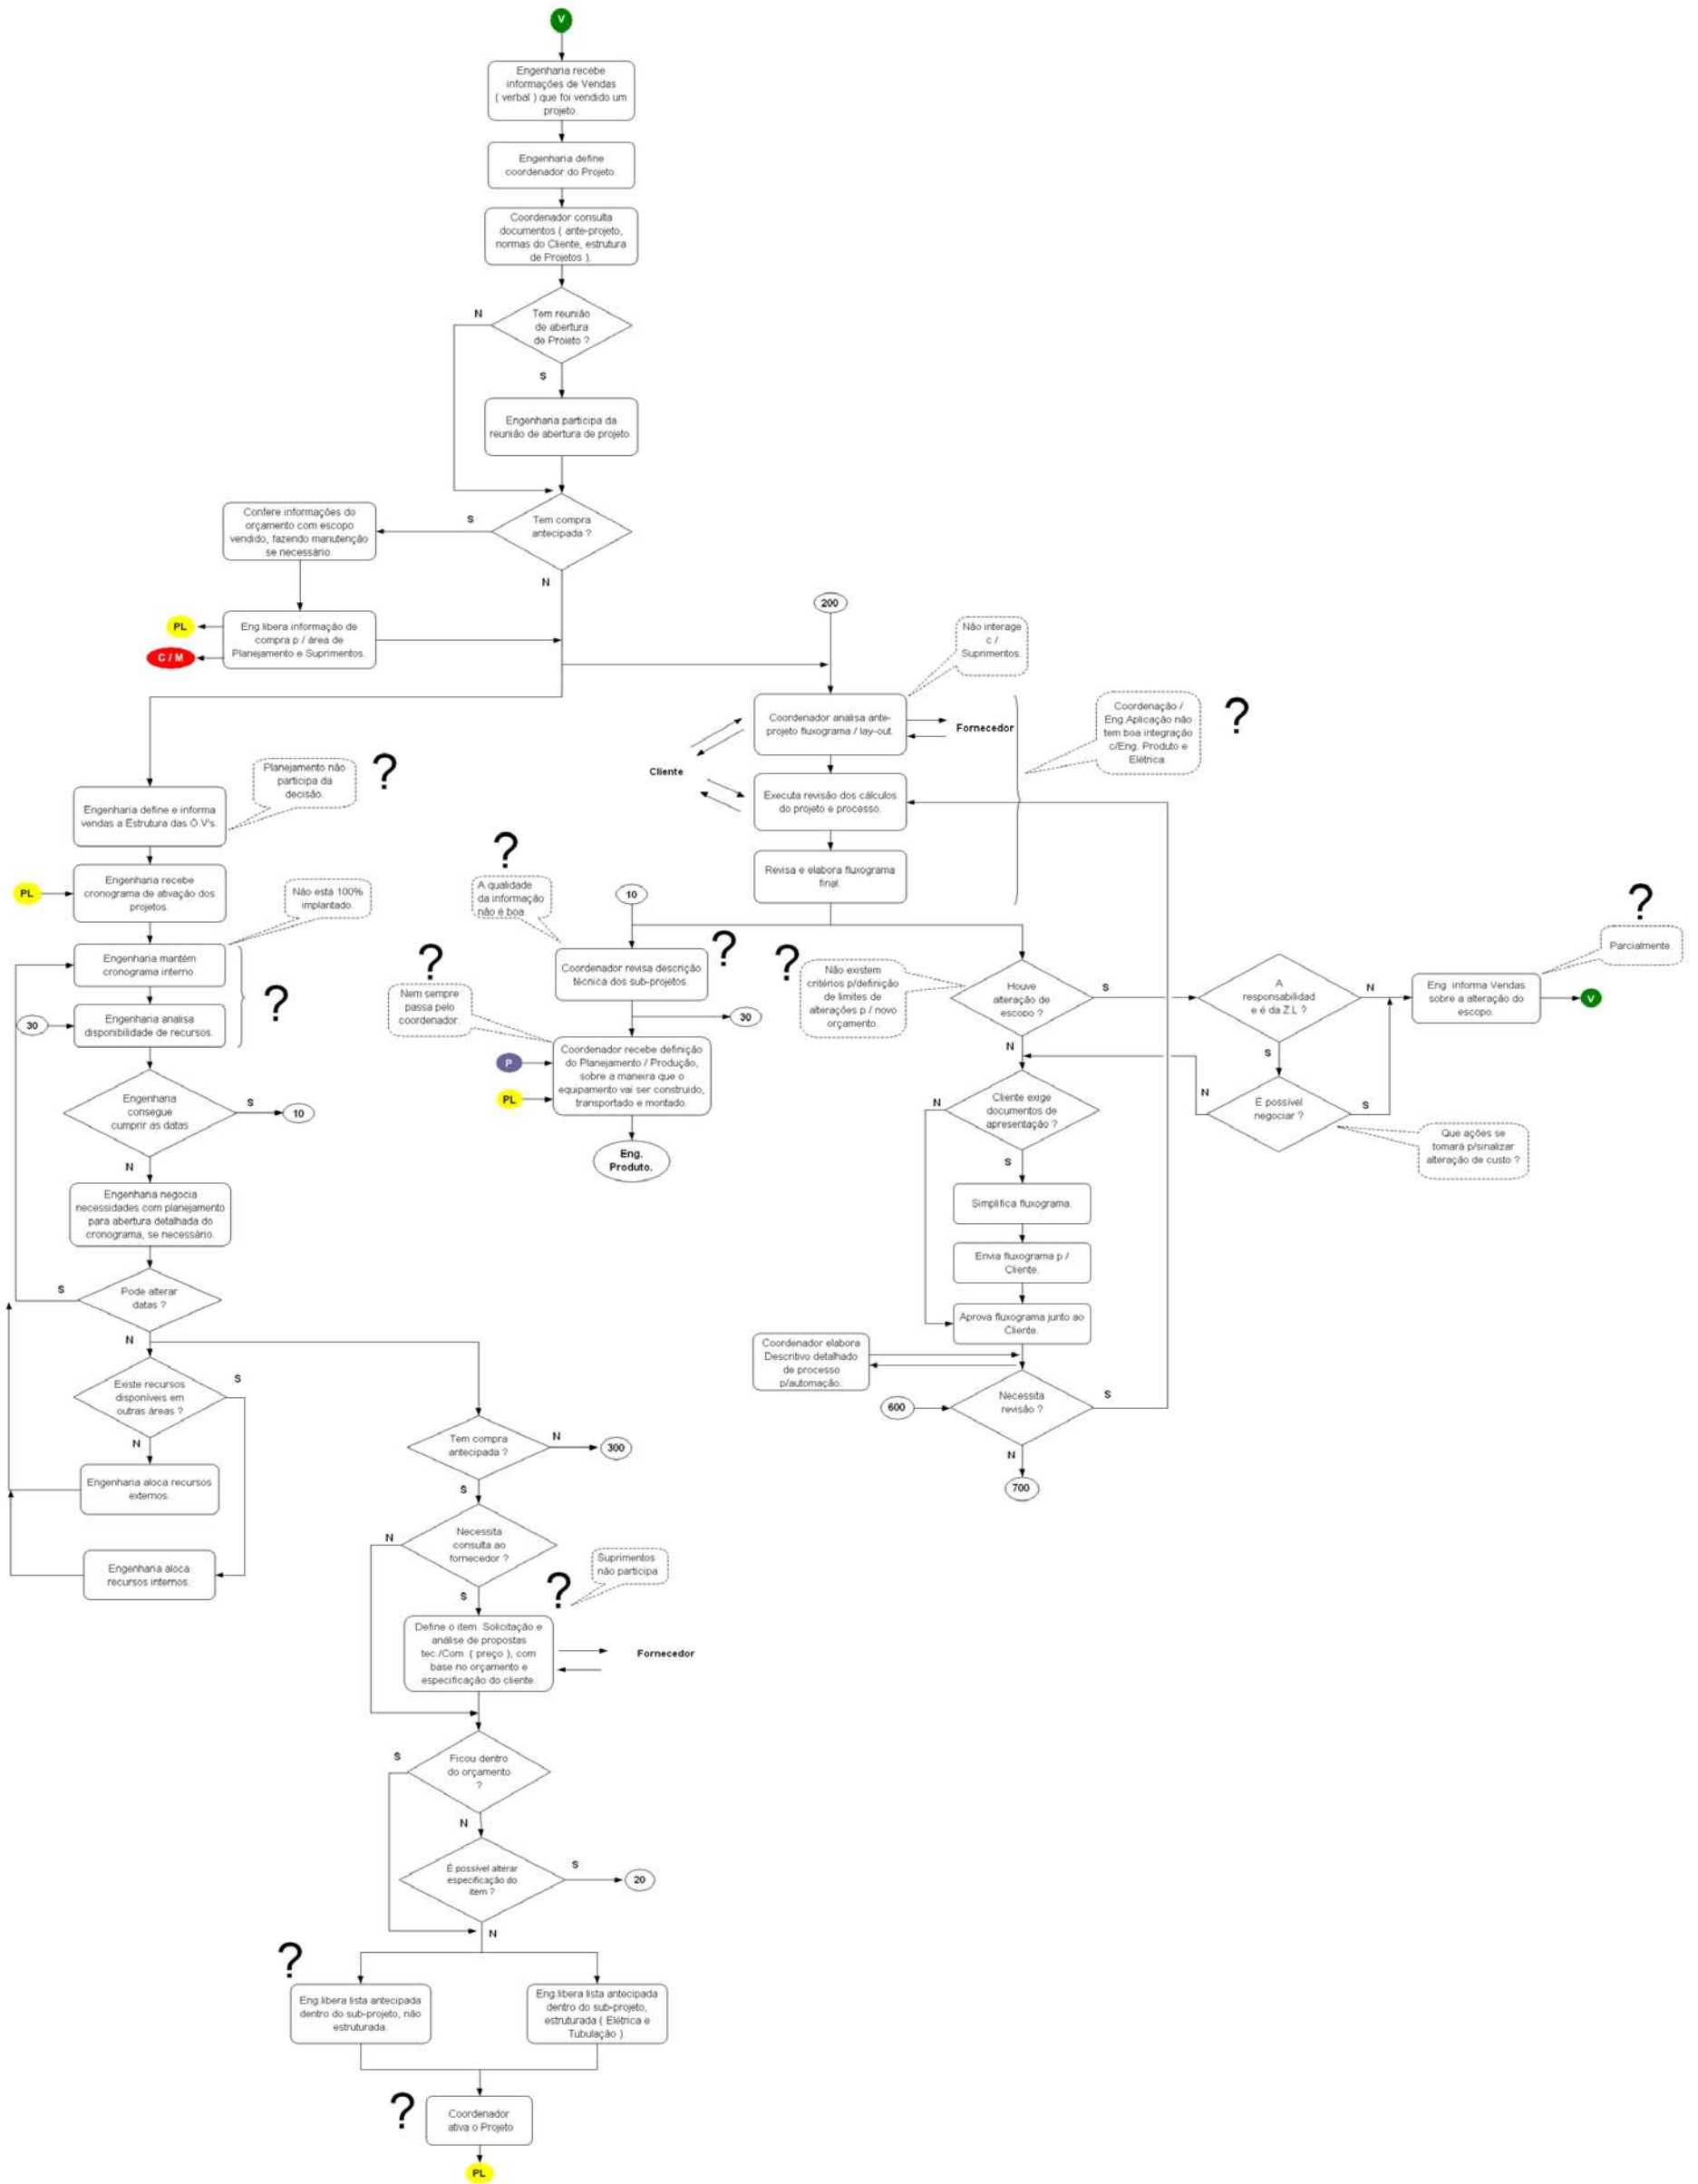 V
Engenharia recebe
informações de Vendas
( verbal ) que foi vendido um
projeto.
Engenharia define
coordenador do Projeto.
Coordenador consulta
documentos ( ante-projeto,
normas do Cliente, estrutura
de Projetos ).
N
Tem reunião
de abertura
de Projeto ?
S
Engenharia participa da
reunião de abertura de projeto.
Confere informações do
orçamento com escopo
vendido, fazendo manutenção
se necessário.
S
Tem compra
antecipada ?
N
PL
C / M
Eng.libera informação de
compra p / área de
Planejamento e Suprimentos.
200
Não interage
c /
Suprimentos.
Coordenador analisa ante-
projeto fluxograma / lay-out.
Fornecedor
Coordenação /
Eng.Aplicação não
tem boa integração
c/Eng. Produto e
Elétrica
?
Cliente
Executa revisão dos cálculos
do projeto e processo.
Revisa e elabora fluxograma
final.
Planejamento não
participa da
decisão.
?
Engenharia define e informa
vendas a Estrutura das O.V's.
PL
Engenharia recebe
cronograma de ativação dos
projetos.
Não está 100%
implantado.
Engenharia mantém
cronograma interno.
?
30
Engenharia analisa
disponibilidade de recursos.
Engenharia
consegue
cumprir as datas
S
10
N
Engenharia negocia
necessidades com planejamento
para abertura detalhada do
cronograma, se necessário.
S
Pode alterar
datas ?
N
Existe recursos
disponíveis em
outras áreas ?
S
N
Engenharia aloca recursos
externos.
Engenharia aloca
recursos internos.
?
A qualidade
da informação
não é boa.
10
?
Coordenador revisa descrição
técnica dos sub-projetos.
?
Nem sempre
passa pelo
coordenador.
30
P
PL
Coordenador recebe definição
do Planejamento / Produção,
sobre a maneira que o
equipamento vai ser construido,
transportado e montado.
Eng.
Produto.
?
Não existem
critérios p/definição
de limites de
alterações p / novo
orçamento.
Houve
alteração de
escopo ?
S
N
A
responsabilidad
e é da Z.L ?
N
S
?
Parcialmente.
Eng. informa Vendas
sobre a alteração do
escopo.
V
É possível
negociar ?
N
S
Que ações se
tomará p/sinalizar
alteração de custo ?
N
Cliente exige
documentos de
apresentação ?
S
Simplifica fluxograma.
Envia fluxograma p /
Cliente.
Aprova fluxograma junto ao
Cliente.
Coordenador elabora
Descritivo detalhado
de processo
p/automação.
600
Necessita
revisão ?
S
N
700
Tem compra
antecipada ?
N
300
S
N
Necessita
consulta ao
fornecedor ?
S
?
Suprimentos
não participa
Define o item. Solicitação e
análise de propostas
tec./Com. ( preço ), com
base no orçamento e
especificação do cliente.
Fornecedor
S
Ficou dentro
do orçamento
?
N
É possível alterar
especificação do
item ?
S
20
N
?
Eng.libera lista antecipada
dentro do sub-projeto, não
estruturada.
Eng.libera lista antecipada
dentro do sub-projeto,
estruturada ( Elétrica e
Tubulação ).
?
Coordenador
ativa o Projeto
PL